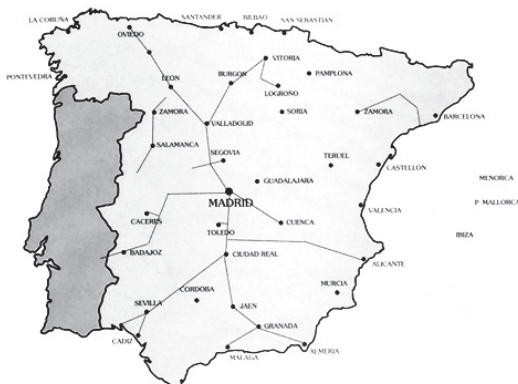 LA CORUÑA
SANTANDER
BILBAO
SAN SEBASTIAN
OVIEDO
VITORIA
PONTEVEDRA
LEON
BURGOS
PAMPLONA
LOGROÑO
ZAMORA
SORIA
ZAMORA
BARCELONA
VALLADOLID
SALAMANCA
SEGOVIA
TERUEL
CASTELLON
GUADALAJARA
MENORCA
MADRID
P. MALLORCA
CACERES
VALENCIA
TOLEDO
CUENCA
IBIZA
BADAJOZ
CIUDAD REAL
ALICANTE
CORDOBA
MURCIA
SEVILLA
JAEN
GRANADA
CADIZ
MALAGA
ALMERIA